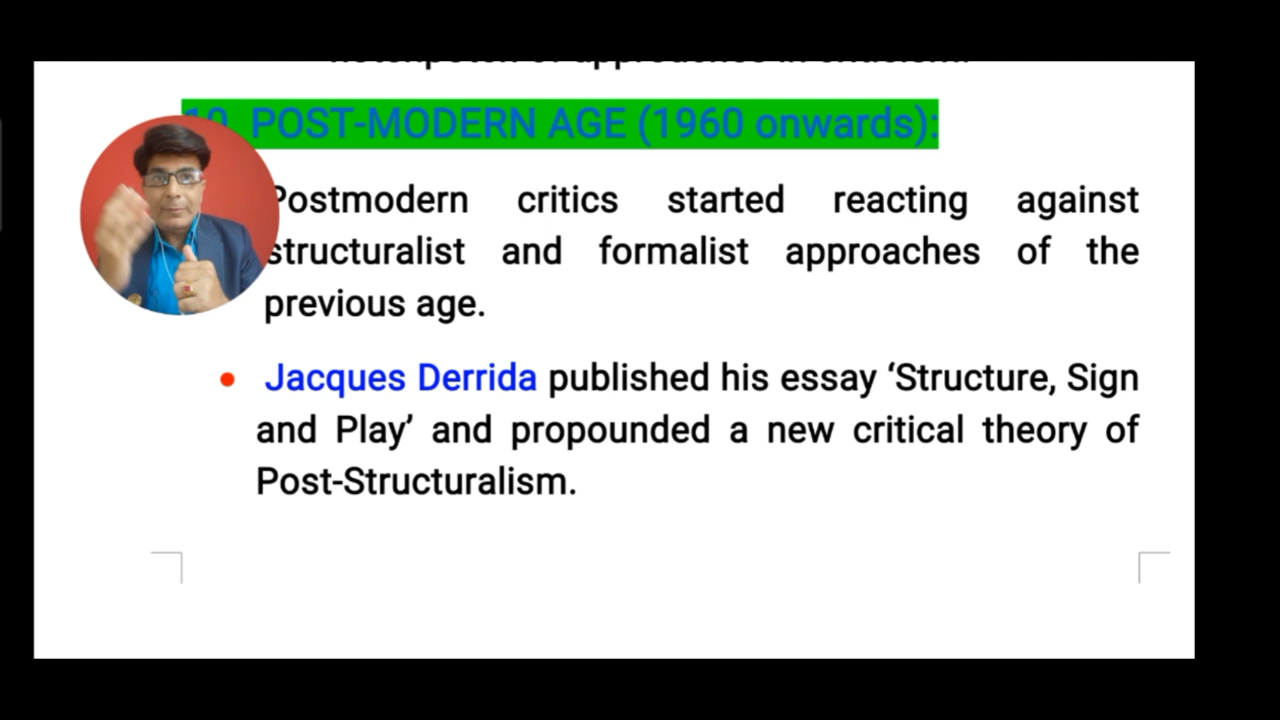 10. POST-MODERN AGE (1960 onwards):
Postmodern critics started reacting against
structuralist and formalist approaches of the
previous age.
Jacques Derrida published his essay ‘Structure, Sign
and Play’ and propounded a new critical theory of
Post-Structuralism.